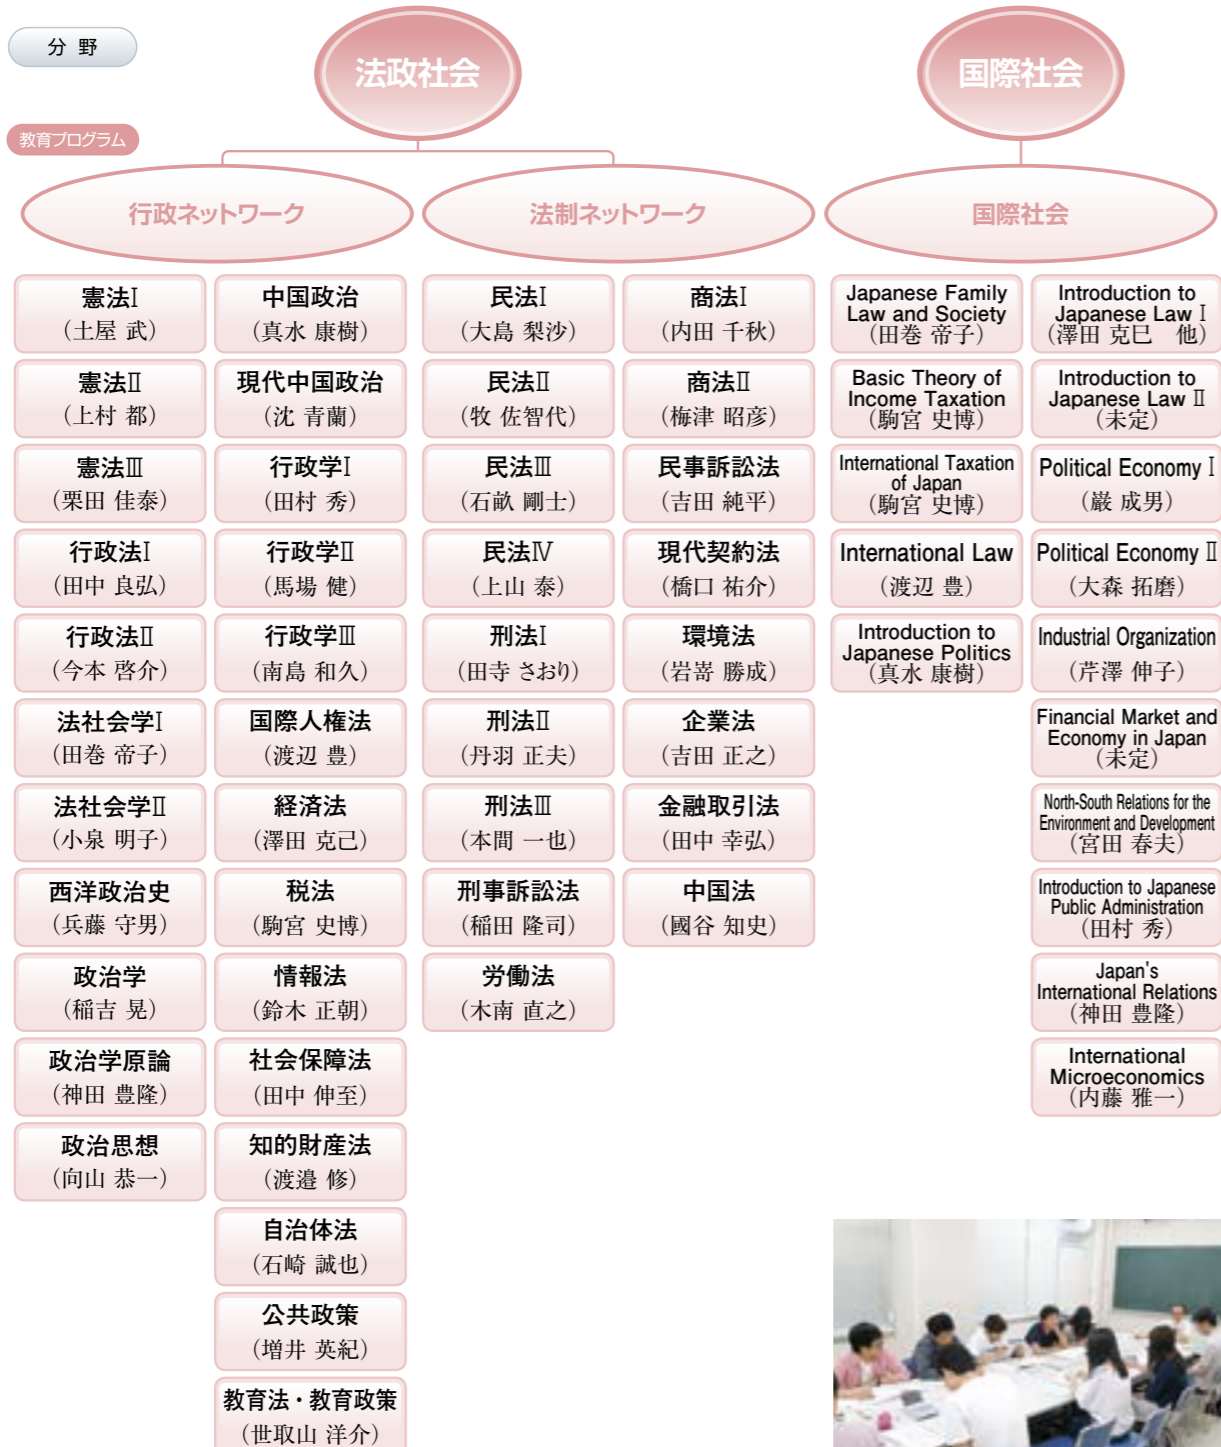 分 野
法政社会
国際社会
教育プログラム
行政ネットワーク
法制ネットワーク
国際社会
憲法Ⅰ
（土屋 武）
憲法Ⅱ
（上村 都）
憲法Ⅲ
（栗田 佳泰）
行政法Ⅰ
（田中 良弘）
行政法Ⅱ
（今本 啓介）
法社会学Ⅰ
（田巻 帝子）
法社会学Ⅱ
（小泉 明子）
西洋政治史
（兵藤 守男）
政治学
（稲吉 晃）
政治学原論
（神田 豊隆）
政治思想
（向山 恭一）
中国政治
（真水 康樹）
現代中国政治
（沈 青蘭）
行政学Ⅰ
（田村 秀）
行政学Ⅱ
（馬場 健）
行政学Ⅲ
（南島 和久）
国際人権法
（渡辺 豊）
経済法
（澤田 克己）
税法
（駒宮 史博）
情報法
（鈴木 正朝）
社会保障法
（田中 伸至）
知的財産法
（渡邉 修）
自治体法
（石崎 誠也）
公共政策
（増井 英紀）
教育法・教育政策
（世取山 洋介）
民法Ⅰ
（大島 梨沙）
民法Ⅱ
（牧 佐智代）
民法Ⅲ
（石畝 剛士）
民法Ⅳ
（上山 泰）
刑法Ⅰ
（田寺 さおり）
刑法Ⅱ
（丹羽 正夫）
刑法Ⅲ
（本間 一也）
刑事訴訟法
（稲田 隆司）
労働法
（木南 直之）
商法Ⅰ
（内田 千秋）
商法Ⅱ
（梅津 昭彦）
民事訴訟法
（吉田 純平）
現代契約法
（橋口 祐介）
環境法
（岩嵜 勝成）
企業法
（吉田 正之）
金融取引法
（田中 幸弘）
中国法
（國谷 知史）
Japanese Family
Law and Society
（田巻 帝子）
Basic Theory of
Income Taxation
（駒宮 史博）
International Taxation
of Japan
（駒宮 史博）
International Law
（渡辺 豊）
Introduction to
Japanese Politics
（真水 康樹）
Introduction to
Japanese Law Ⅰ
（澤田 克巳　他）
Introduction to
Japanese Law Ⅱ
（未定）
Political Economy Ⅰ
（巌 成男）
Political Economy Ⅱ
（大森 拓磨）
Industrial Organization
（芹澤 伸子）
Financial Market and
Economy in Japan
（未定）
North-South Relations for the
Environment and Development
（宮田 春夫）
Introduction to Japanese
Public Administration
（田村 秀）
Japan's
International Relations
（神田 豊隆）
International
Microeconomics
（内藤 雅一）